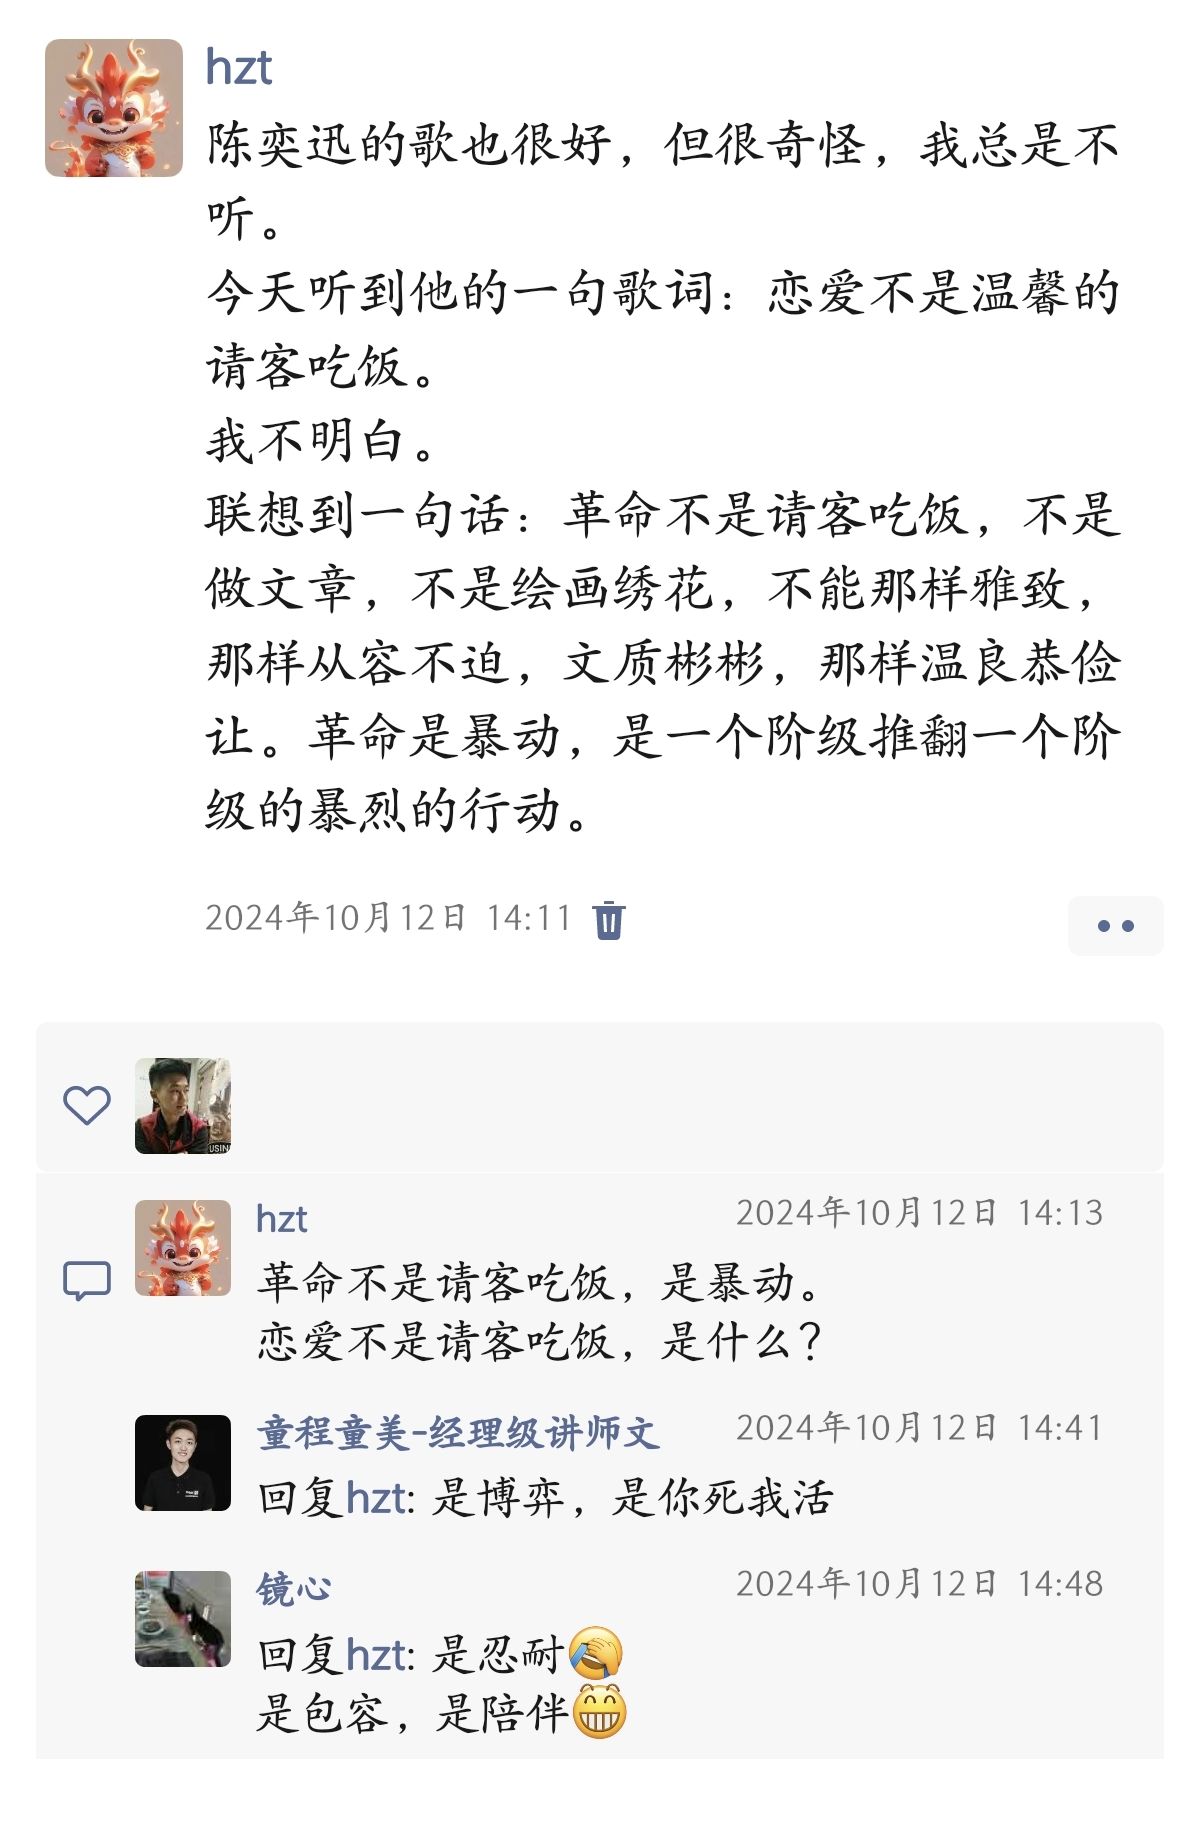 hzt
陈奕迅的歌也很好，但很奇怪，我总是不
听。
今天听到他的一句歌词：恋爱不是温馨的
请客吃饭。
我不明白。
联想到一句话：革命不是请客吃饭，不是
做文章，不是绘画绣花，不能那样雅致，
那样从容不迫，文质彬彬，那样温良恭俭
让。革命是暴动，是一个阶级推翻一个阶
级的暴烈的行动。
2024年10月12日 14:11
USIN
hzt 2024年10月12日 14:13
革命不是请客吃饭，是暴动。
恋爱不是请客吃饭，是什么？
童程童美-经理级讲师文 2024年10月12日 14:41
回复hzt: 是博弈，是你死我活
镜心 2024年10月12日 14:48
回复hzt: 是忍耐🤦
是包容，是陪伴😁